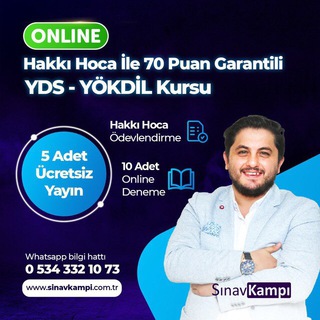 ONLINE
Hakkı Hoca İle 70 Puan Garantili
YDS - YÖKDİL Kursu
Hakkı Hoca
Ödevlendirme
5 Adet
Ücretsiz
Yayın
10 Adet
Online
Deneme
Whatsapp bilgi hattı
0 534 332 10 73
www.sinavkampi.com.tr
SınavKampı